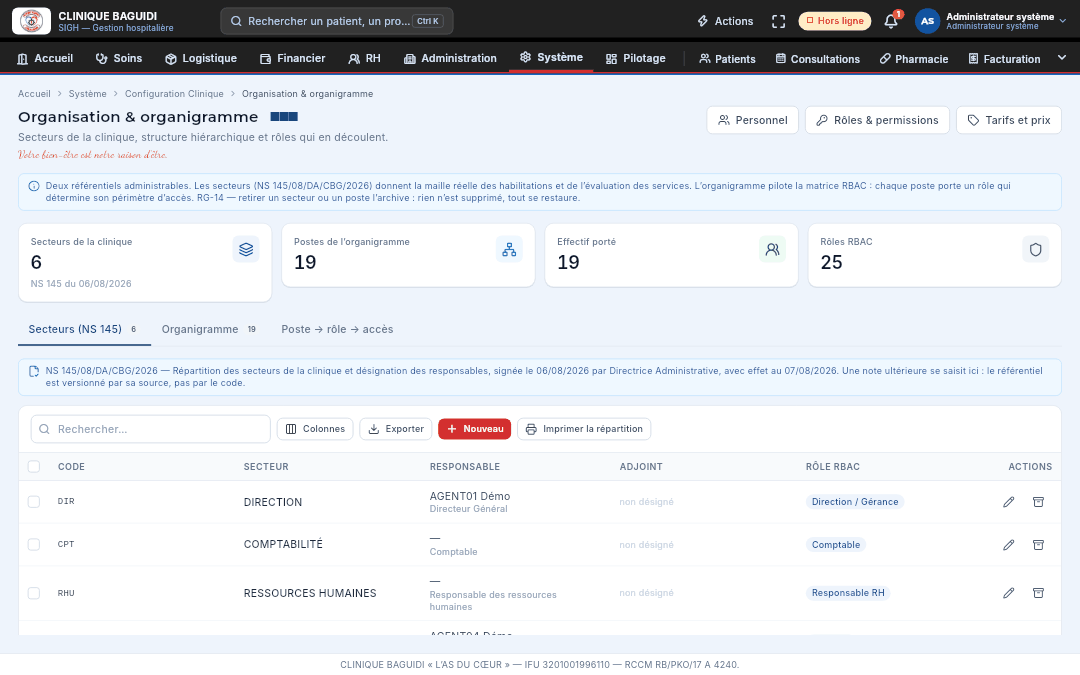 CLINIQUE BAGUIDI
SIGH — Gestion hospitalière
Rechercher un patient, un pro... Ctrl K
Actions
Hors ligne
1
AS
Administrateur système
Administrateur système
Accueil Soins Logistique Financier RH Administration Système Pilotage Patients Consultations Pharmacie Facturation
Accueil > Système > Configuration Clinique > Organisation & organigramme
Organisation & organigramme
Secteurs de la clinique, structure hiérarchique et rôles qui en découlent.
Votre bien-être est notre raison d'être.
Personnel Rôles & permissions Tarifs et prix
Deux référentiels administrables. Les secteurs (NS 145/08/DA/CBG/2026) donnent la maille réelle des habilitations et de l'évaluation des services. L'organigramme pilote la matrice RBAC : chaque poste porte un rôle qui
détermine son périmètre d'accès. RG-14 — retirer un secteur ou un poste l'archive : rien n'est supprimé, tout se restaure.
Secteurs de la clinique
6
NS 145 du 06/08/2026
Postes de l'organigramme
19
Effectif porté
19
Rôles RBAC
25
Secteurs (NS 145) 6 Organigramme 19 Poste → rôle → accès
NS 145/08/DA/CBG/2026 — Répartition des secteurs de la clinique et désignation des responsables, signée le 06/08/2026 par Directrice Administrative, avec effet au 07/08/2026. Une note ultérieure se saisit ici : le référentiel
est versionné par sa source, pas par le code.
Rechercher... Colonnes Exporter + Nouveau Imprimer la répartition
CODE SECTEUR RESPONSABLE ADJOINT RÔLE RBAC ACTIONS
DIR DIRECTION AGENT01 Démo non désigné Direction / Gérance
Directeur Général
CPT COMPTABILITÉ — non désigné Comptable
Comptable
RHU RESSOURCES HUMAINES — non désigné Responsable RH
Responsable des ressources
humaines
AGENT04 Démo
CLINIQUE BAGUIDI « L'AS DU CŒUR » — IFU 3201001996110 — RCCM RB/PKO/17 A 4240.